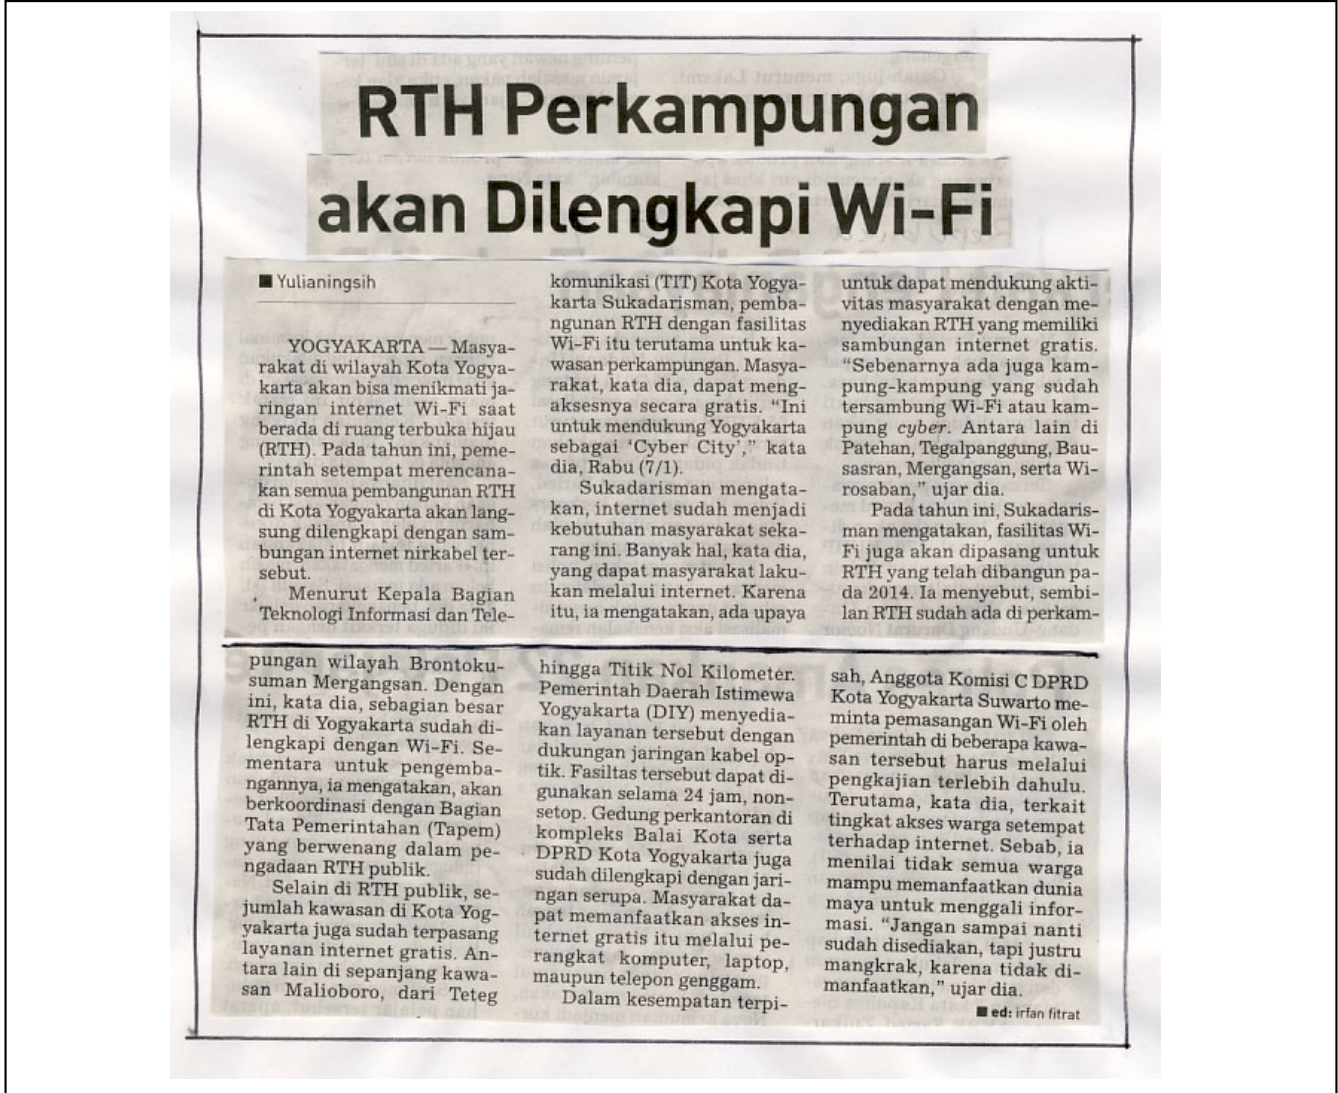 RTH Perkampungan
akan Dilengkapi Wi-Fi
■ Yulianingsih
YOGYAKARTA — Masya-
rakat di wilayah Kota Yogya-
karta akan bisa menikmati ja-
ringan internet Wi-Fi saat
berada di ruang terbuka hijau
(RTH). Pada tahun ini, peme-
rintah setempat merencana-
kan semua pembangunan RTH
di Kota Yogyakarta akan lang-
sung dilengkapi dengan sam-
bungan internet nirkabel ter-
sebut.
Menurut Kepala Bagian
Teknologi Informasi dan Tele-
komunikasi (TIT) Kota Yogya-
karta Sukadarisman, pemba-
ngunan RTH dengan fasilitas
Wi-Fi itu terutama untuk ka-
wasan perkampungan. Masya-
rakat, kata dia, dapat meng-
aksesnya secara gratis. “Ini
untuk mendukung Yogyakarta
sebagai ‘Cyber City’,” kata
dia, Rabu (7/1).
Sukadarisman mengata-
kan, internet sudah menjadi
kebutuhan masyarakat seka-
rang ini. Banyak hal, kata dia,
yang dapat masyarakat laku-
kan melalui internet. Karena
itu, ia mengatakan, ada upaya
untuk dapat mendukung akti-
vitas masyarakat dengan me-
nyediakan RTH yang memiliki
sambungan internet gratis.
“Sebenarnya ada juga kam-
pung-kampung yang sudah
tersambung Wi-Fi atau kam-
pung cyber. Antara lain di
Patehan, Tegalpanggung, Bau-
sasran, Mergangsan, serta Wi-
rosaban,” ujar dia.
Pada tahun ini, Sukadaris-
man mengatakan, fasilitas Wi-
Fi juga akan dipasang untuk
RTH yang telah dibangun pa-
da 2014. Ia menyebut, sembi-
lan RTH sudah ada di perkam-
pungan wilayah Brontoku-
suman Mergangsan. Dengan
ini, kata dia, sebagian besar
RTH di Yogyakarta sudah di-
lengkapi dengan Wi-Fi. Se-
mentara untuk pengemba-
ngannya, ia mengatakan, akan
berkoordinasi dengan Bagian
Tata Pemerintahan (Tapem)
yang berwenang dalam pe-
ngadaan RTH publik.
Selain di RTH publik, se-
jumlah kawasan di Kota Yog-
yakarta juga sudah terpasang
layanan internet gratis. An-
tara lain di sepanjang kawa-
san Malioboro, dari Teteg
hingga Titik Nol Kilometer.
Pemerintah Daerah Istimewa
Yogyakarta (DIY) menyedia-
kan layanan tersebut dengan
dukungan jaringan kabel op-
tik. Fasiltas tersebut dapat di-
gunakan selama 24 jam, non-
setop. Gedung perkantoran di
kompleks Balai Kota serta
DPRD Kota Yogyakarta juga
sudah dilengkapi dengan jari-
ngan serupa. Masyarakat da-
pat memanfaatkan akses in-
ternet gratis itu melalui pe-
rangkat komputer, laptop,
maupun telepon genggam.
Dalam kesempatan terpi-
sah, Anggota Komisi C DPRD
Kota Yogyakarta Suwarto me-
minta pemasangan Wi-Fi oleh
pemerintah di beberapa kawa-
san tersebut harus melalui
pengkajian terlebih dahulu.
Terutama, kata dia, terkait
tingkat akses warga setempat
terhadap internet. Sebab, ia
menilai tidak semua warga
mampu memanfaatkan dunia
maya untuk menggali infor-
masi. “Jangan sampai nanti
sudah disediakan, tapi justru
mangkrak, karena tidak di-
manfaatkan,” ujar dia.
■ ed: irfan fitrat